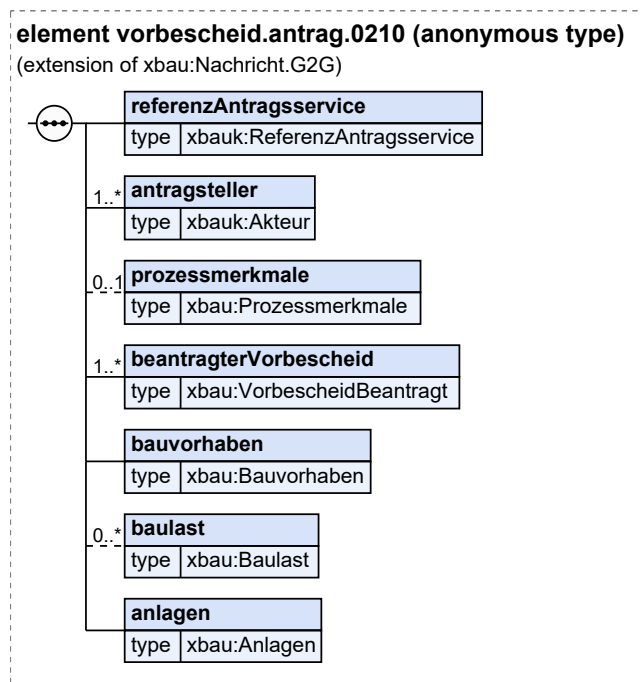 element vorbescheid.antrag.0210 (anonymous type)
(extension of xbau:Nachricht.G2G)
referenzAntragsservice
type xbauk:ReferenzAntragsservice
1..* antragsteller
type xbauk:Akteur
0..1 prozessmerkmale
type xbau:Prozessmerkmale
1..* beantragterVorbescheid
type xbau:VorbescheidBeantragt
bauvorhaben
type xbau:Bauvorhaben
0..* baulast
type xbau:Baulast
anlagen
type xbau:Anlagen